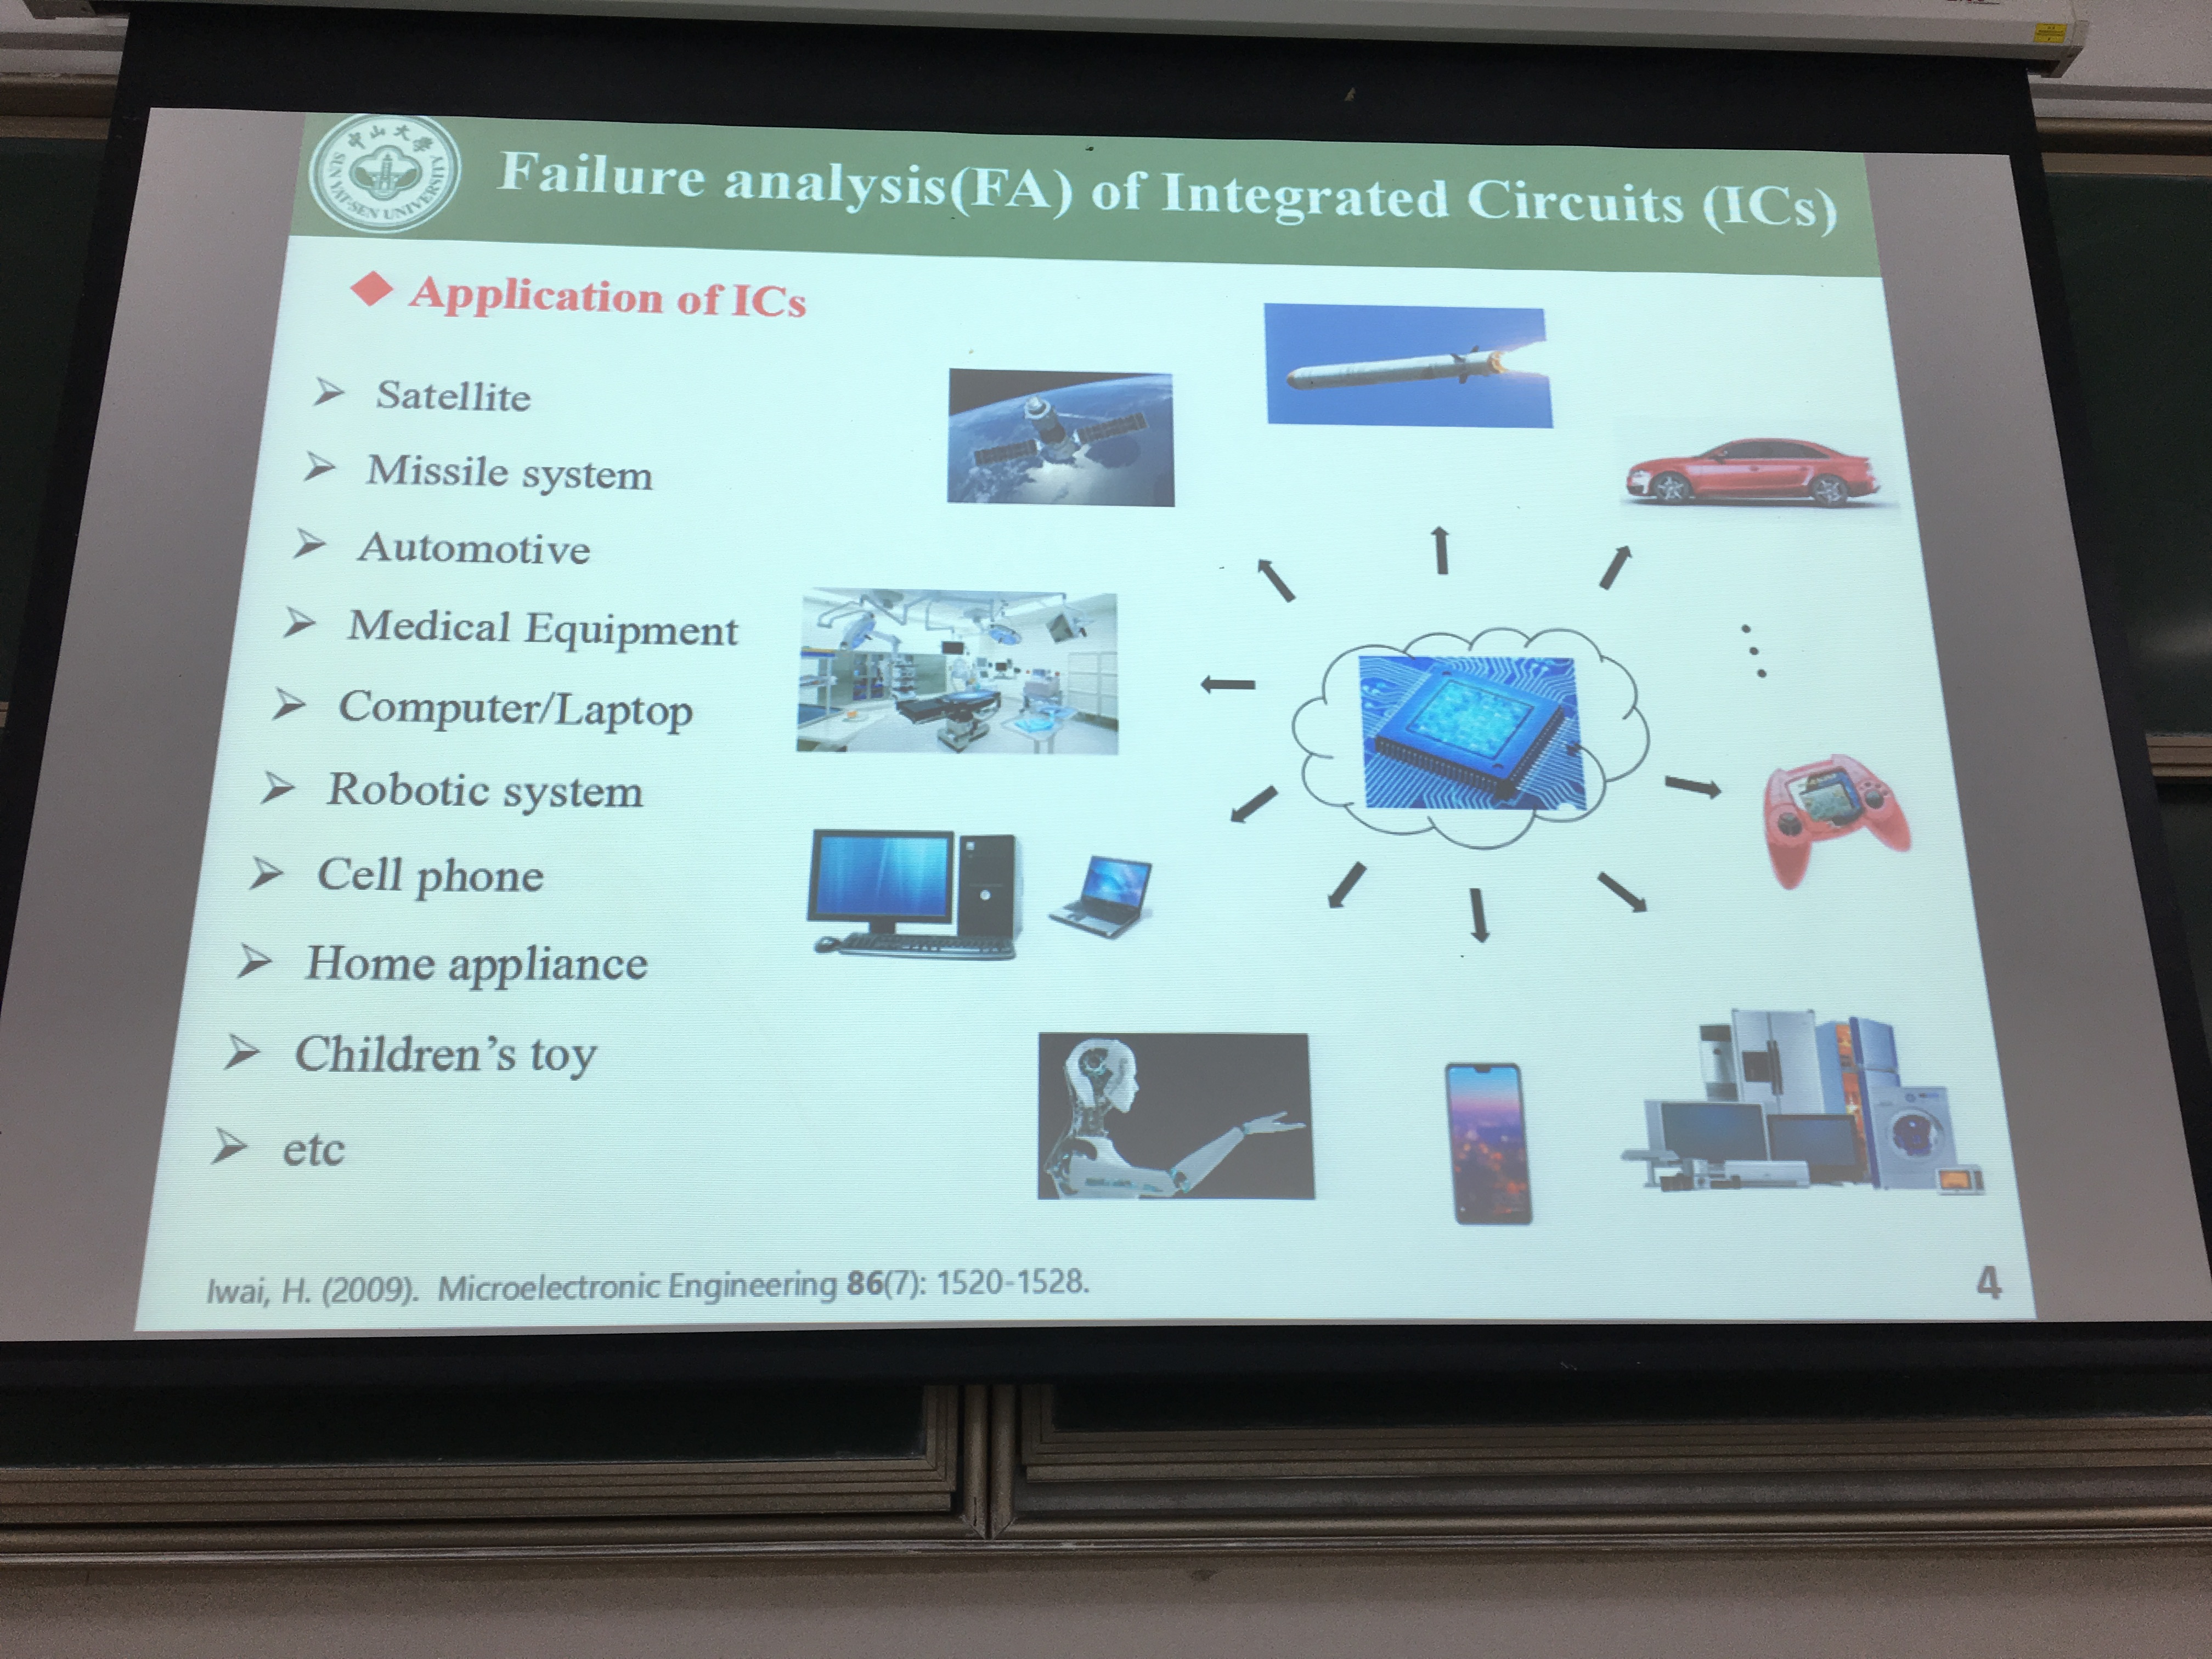 中山大學
SUN YAT-SEN UNIVERSITY
Failure analysis(FA) of Integrated Circuits (ICs)
Application of ICs
Satellite
Missile system
Automotive
Medical Equipment
Computer/Laptop
Robotic system
Cell phone
Home appliance
Children's toy
etc
Iwai, H. (2009). Microelectronic Engineering 86(7): 1520-1528.
4